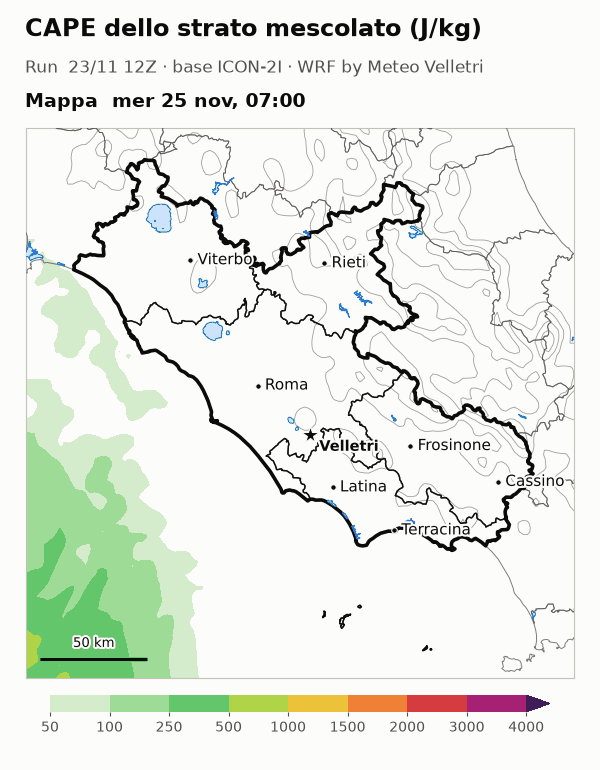 CAPE dello strato mescolato (J/kg)
Run  23/11 12Z · base ICON-2I · WRF by Meteo Velletri
Mappa  mer 25 nov, 07:00
Viterbo
Rieti
Roma
Velletri
Frosinone
Cassino
Latina
Terracina
50 km
50 100 250 500 1000 1500 2000 3000 4000